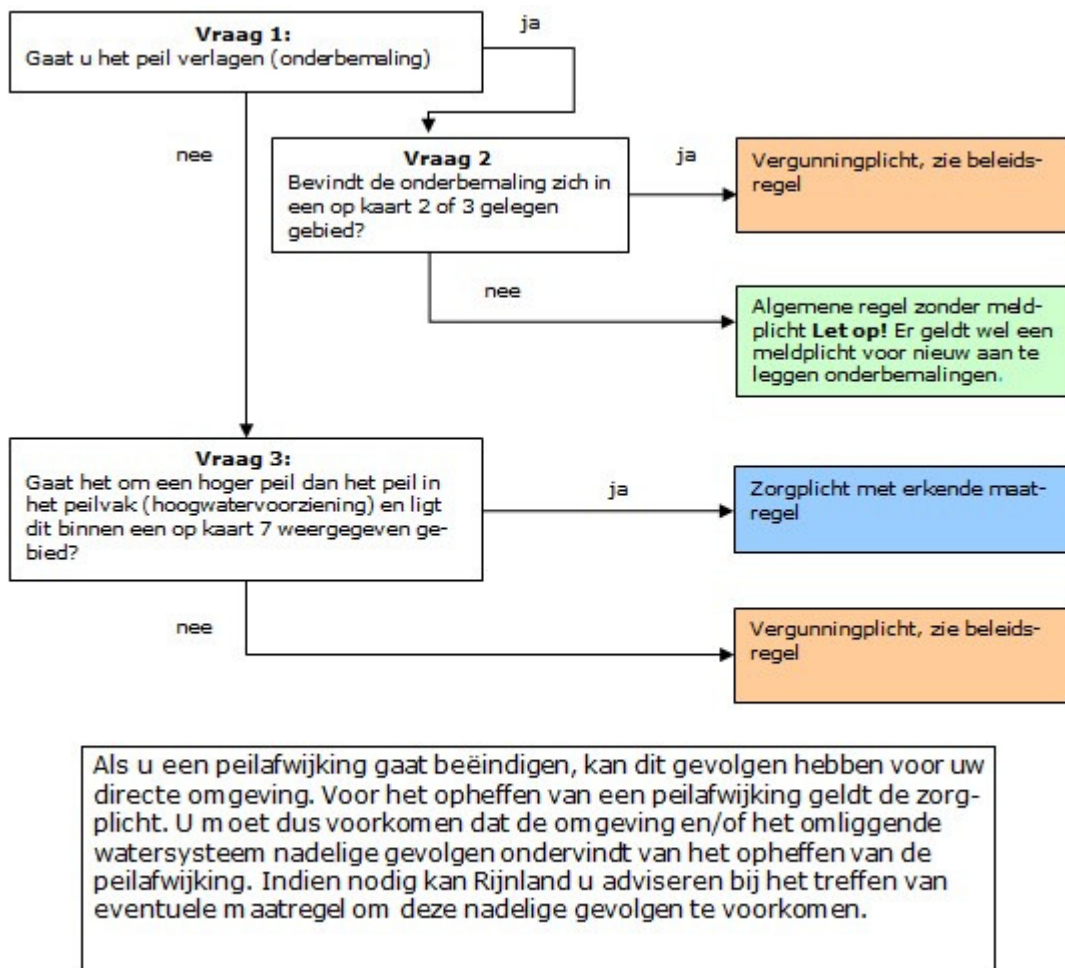 ja
Vraag 1:
Gaat u het peil verlagen (onderbemaling)
nee
Vraag 2
Bevindt de onderbemaling zich in
een op kaart 2 of 3 gelegen
gebied?
ja
Vergunningplicht, zie beleids-
regel
nee
Algemene regel zonder meld-
plicht Let op! Er geldt wel een
meldplicht voor nieuw aan te
leggen onderbemalingen.
Vraag 3:
Gaat het om een hoger peil dan het peil in
het peilvak (hoogwatervoorziening) en ligt
dit binnen een op kaart 7 weergegeven ge-
bied?
ja
Zorgplicht met erkende maat-
regel
nee
Vergunningplicht, zie beleids-
regel
Als u een peilafwijking gaat beëindigen, kan dit gevolgen hebben voor uw
directe omgeving. Voor het opheffen van een peilafwijking geldt de zorg-
plicht. U moet dus voorkomen dat de omgeving en/of het omliggende
watersysteem nadelige gevolgen ondervindt van het opheffen van de
peilafwijking. Indien nodig kan Rijnland u adviseren bij het treffen van
eventuele maatregel om deze nadelige gevolgen te voorkomen.